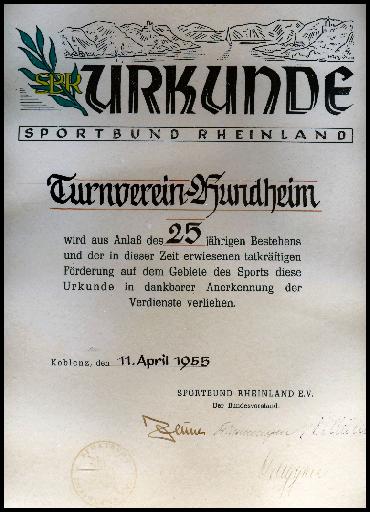 SBR
URKUNDE
SPORTBUND RHEINLAND
Turnverein-Hundheim
wird aus Anlaß des 25 jährigen Bestehens
und der in dieser Zeit erwiesenen tatkräftigen
Förderung auf dem Gebiete des Sports diese
Urkunde in dankbarer Anerkennung der
Verdienste verliehen.
Koblenz, den 11. April 1955
SPORTBUND RHEINLAND E.V.
Der Bundesvorstand.